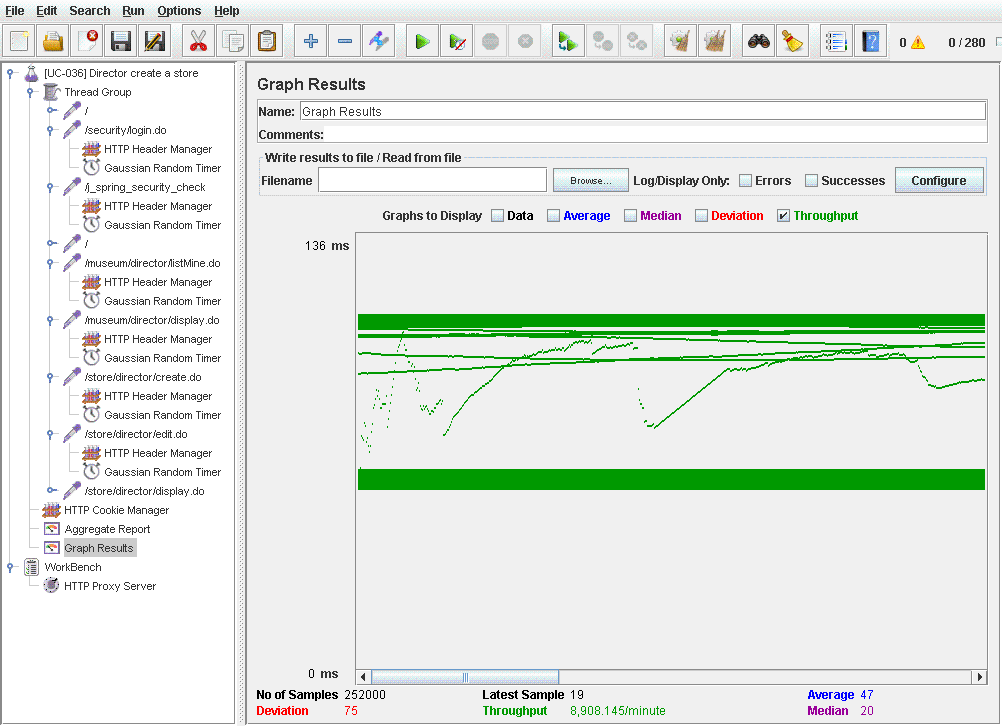 File Edit Search Run Options Help
0 0 / 280
[UC-036] Director create a store
Thread Group
/
/security/login.do
HTTP Header Manager
Gaussian Random Timer
/j_spring_security_check
HTTP Header Manager
Gaussian Random Timer
/
/museum/director/listMine.do
HTTP Header Manager
Gaussian Random Timer
/museum/director/display.do
HTTP Header Manager
Gaussian Random Timer
/store/director/create.do
HTTP Header Manager
Gaussian Random Timer
/store/director/edit.do
HTTP Header Manager
Gaussian Random Timer
/store/director/display.do
HTTP Cookie Manager
Aggregate Report
Graph Results
WorkBench
HTTP Proxy Server
Graph Results
Name: Graph Results
Comments:
Write results to file / Read from file
Filename Browse... Log/Display Only: Errors Successes Configure
Graphs to Display Data Average Median Deviation Throughput
136 ms
0 ms
No of Samples 252000 Latest Sample 19 Average 47
Deviation 75 Throughput 8,908.145/minute Median 20